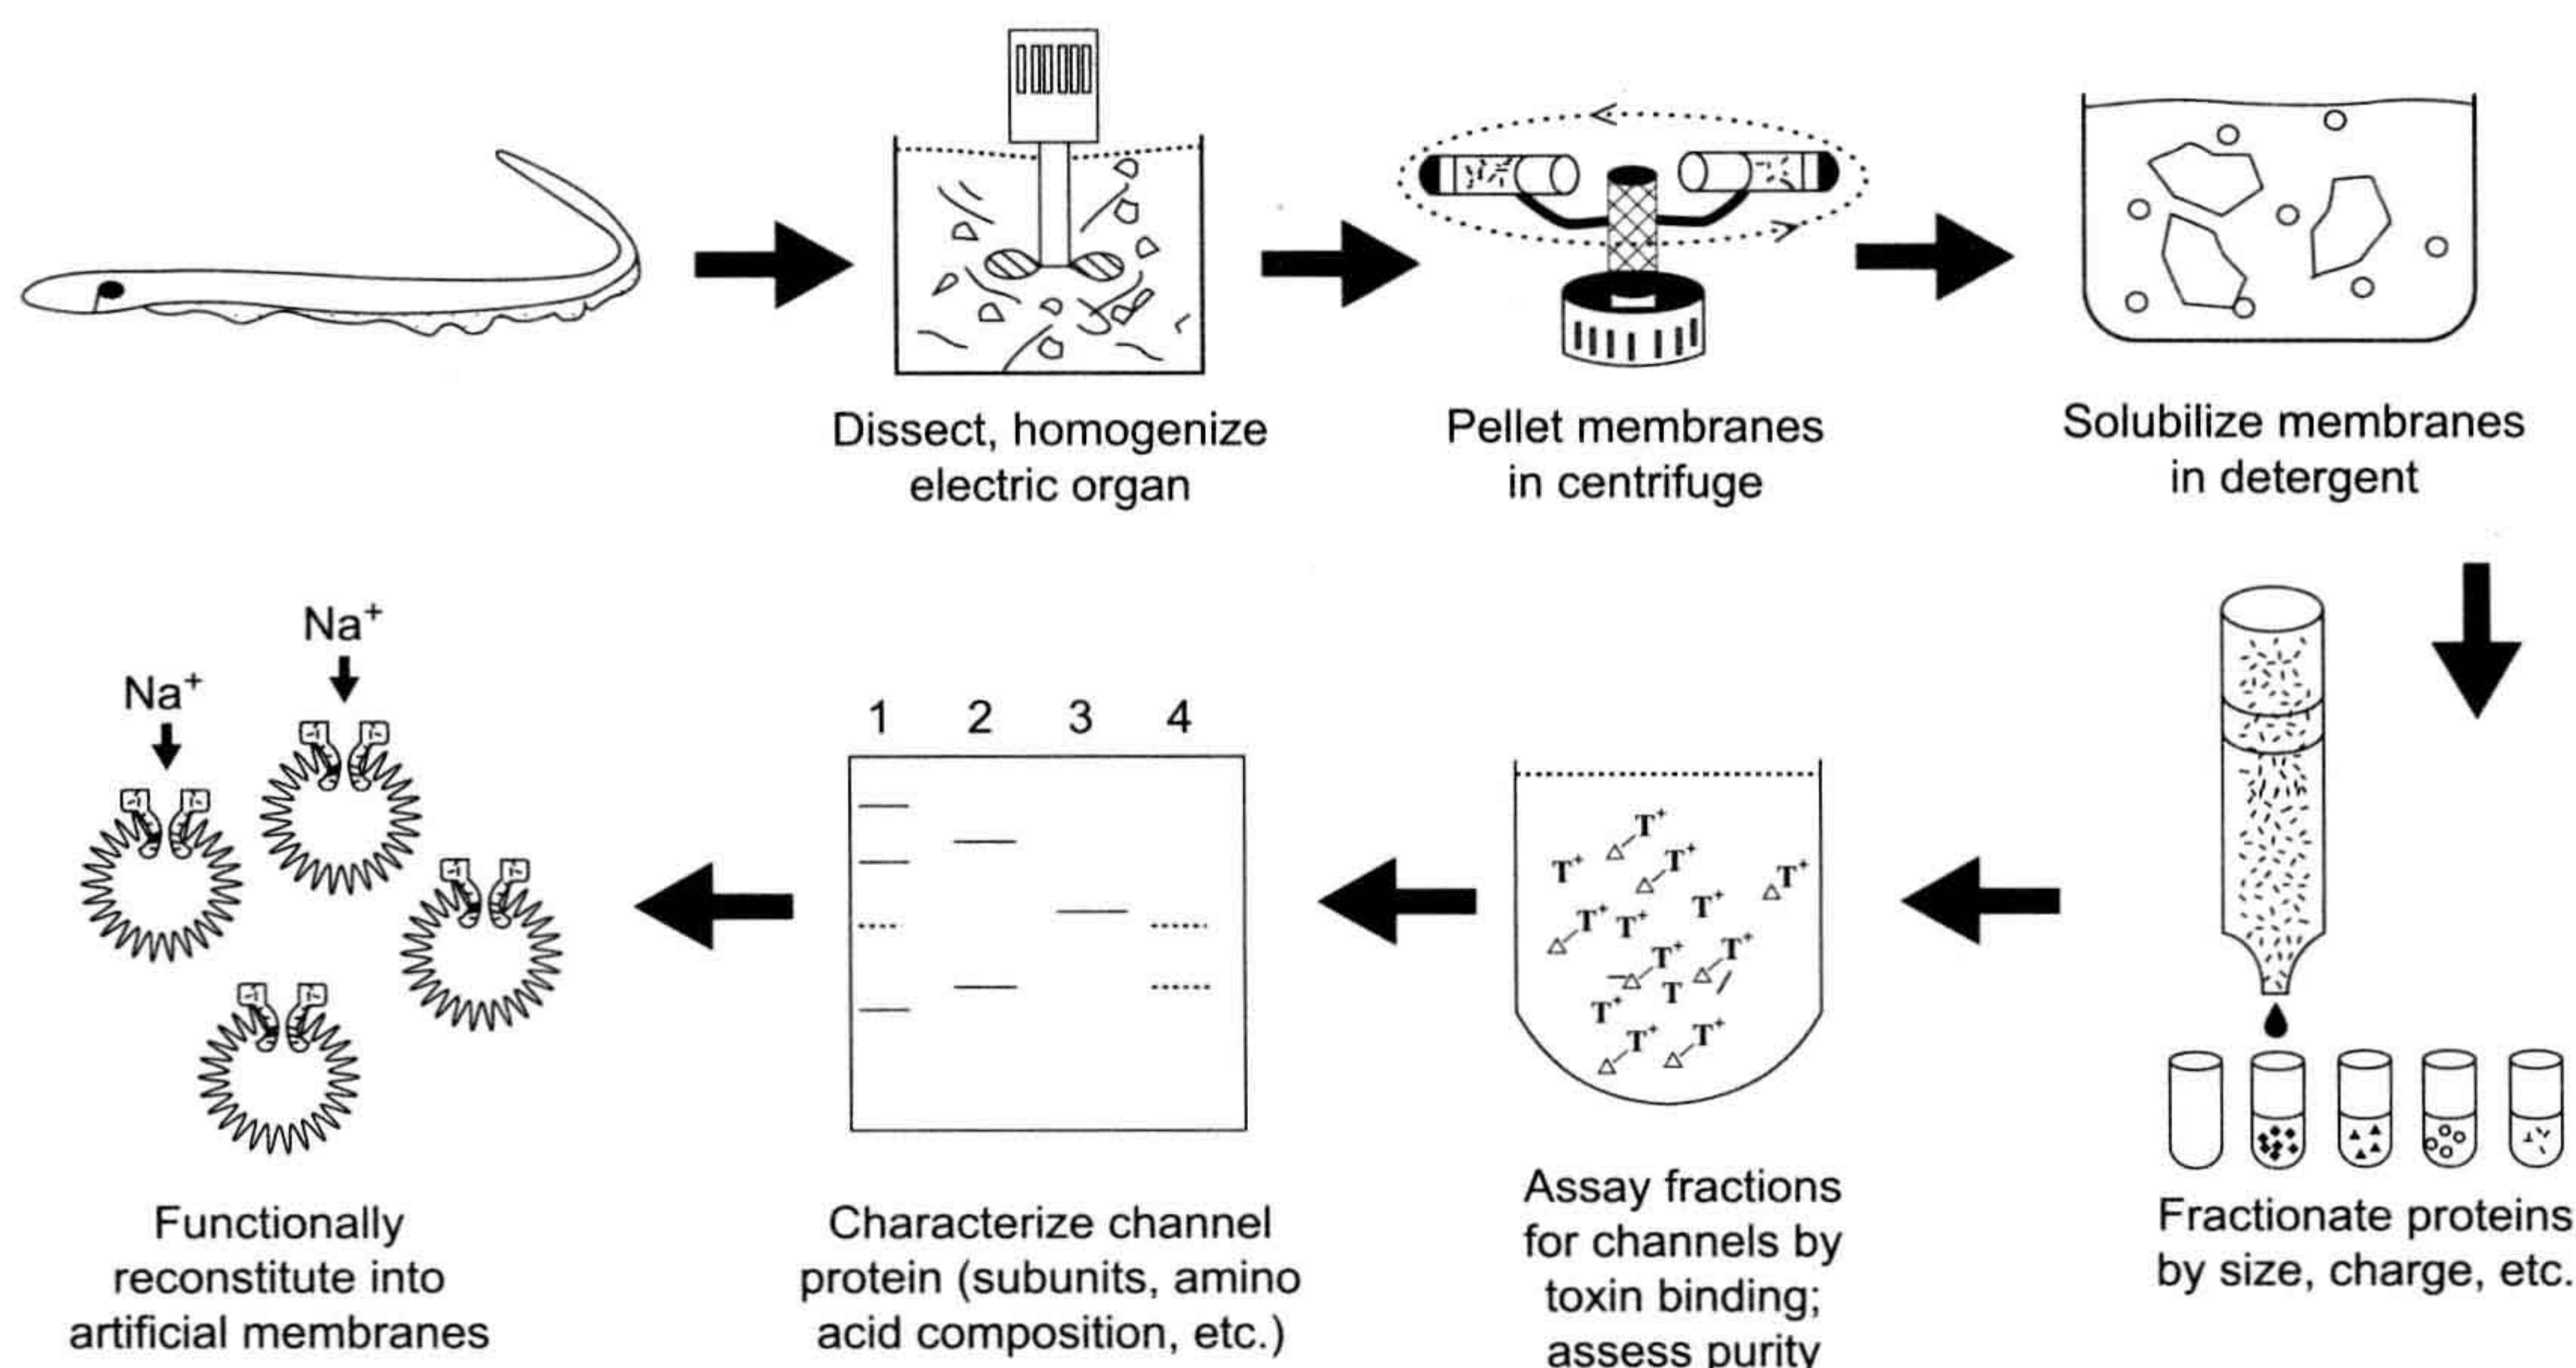 Dissect, homogenize
electric organ
Pellet membranes
in centrifuge
Solubilize membranes
in detergent
Fractionate proteins
by size, charge, etc.
T⁺
T⁺
T⁺
T⁺
T⁺
T⁺
T⁺
T⁺
T⁺
T
T⁺
T⁺
T⁺
Assay fractions
for channels by
toxin binding;
assess purity
1 2 3 4
Characterize channel
protein (subunits, amino
acid composition, etc.)
Na⁺
Na⁺
Functionally
reconstitute into
artificial membranes